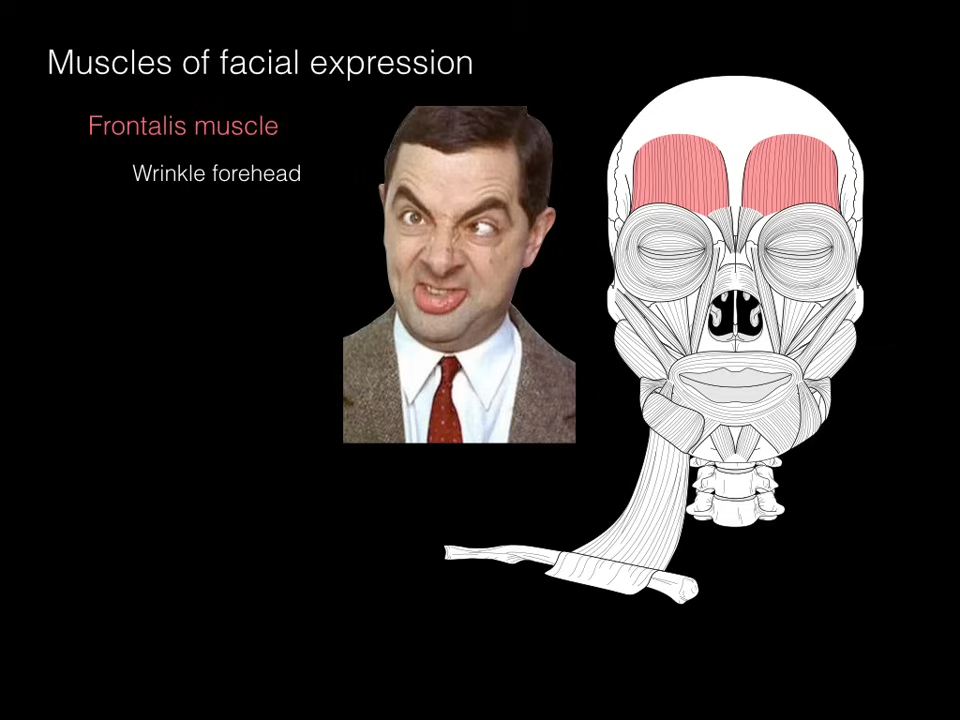 Muscles of facial expression
Frontalis muscle
Wrinkle forehead